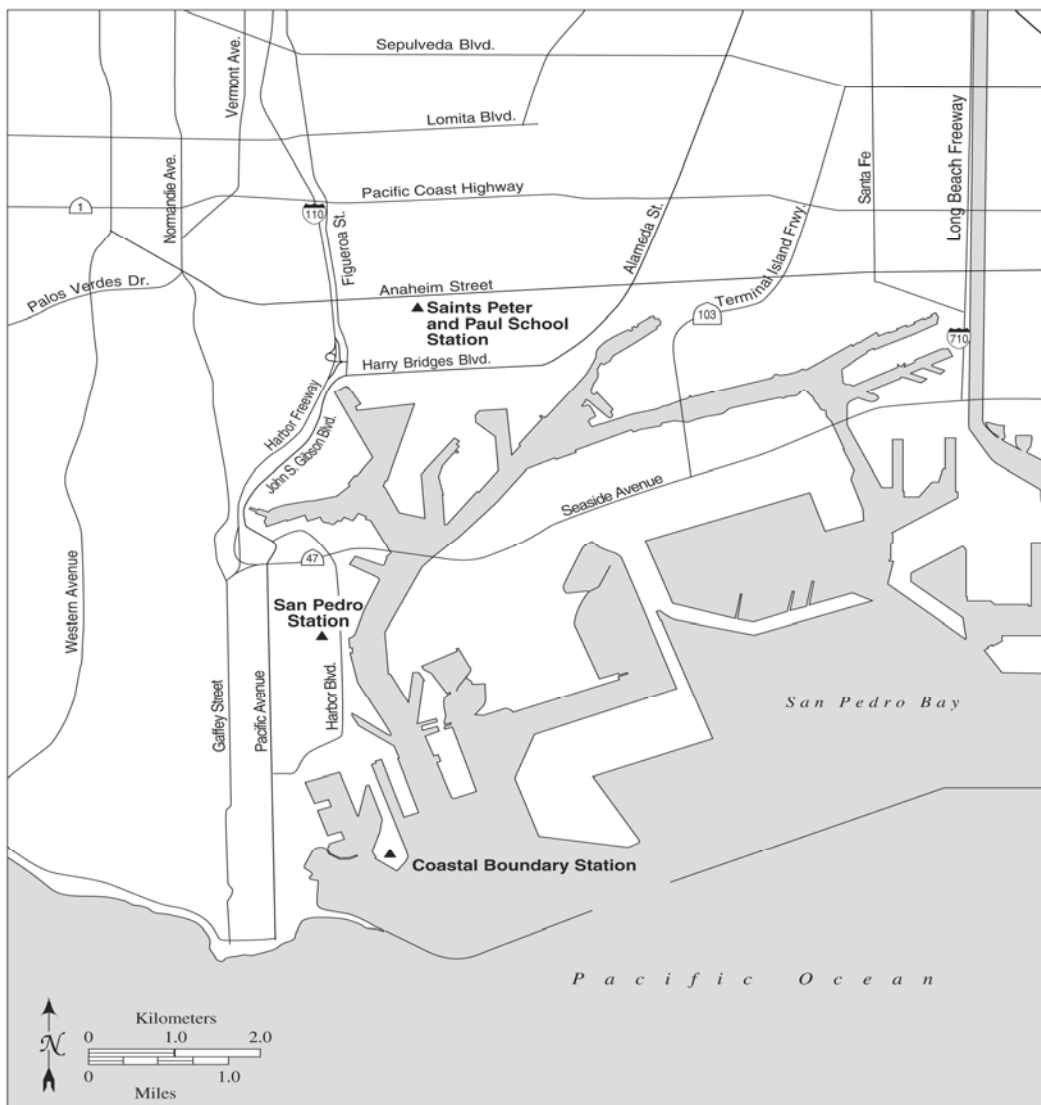 Sepulveda Blvd.
Vermont Ave.
Lomita Blvd.
Normandie Ave.
Pacific Coast Highway
1
110
Figueroa St.
Alameda St.
Terminal Island Frwy.
Santa Fe
Long Beach Freeway
Palos Verdes Dr.
Anaheim Street
Saints Peter
and Paul School
Station
103
710
Harry Bridges Blvd.
Harbor Freeway
John S. Gibson Blvd.
Seaside Avenue
47
Western Avenue
San Pedro
Station
Gaffey Street
Pacific Avenue
Harbor Blvd.
San Pedro Bay
Coastal Boundary Station
Pacific Ocean
N
Kilometers
0 1.0 2.0
0 1.0
Miles